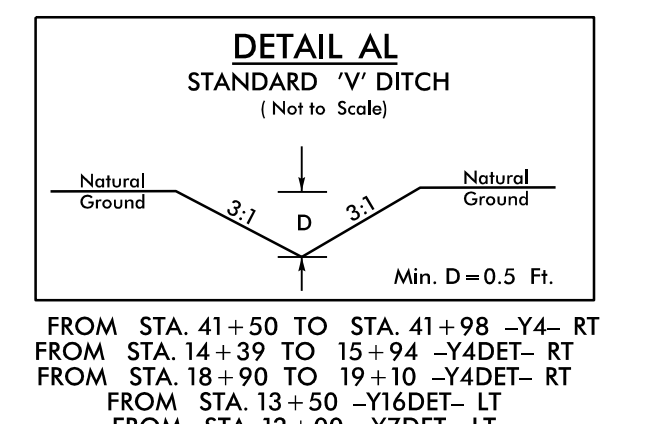 DETAIL AL
STANDARD 'V' DITCH
( Not to Scale)
Natural
Ground
3:1
D
3:1
Natural
Ground
Min. D=0.5 Ft.
FROM STA. 41+50 TO STA. 41+98 –Y4– RT
FROM STA. 14+39 TO 15+94 –Y4DET– RT
FROM STA. 18+90 TO 19+10 –Y4DET– RT
FROM STA. 13+50 –Y16DET– LT
FROM STA.